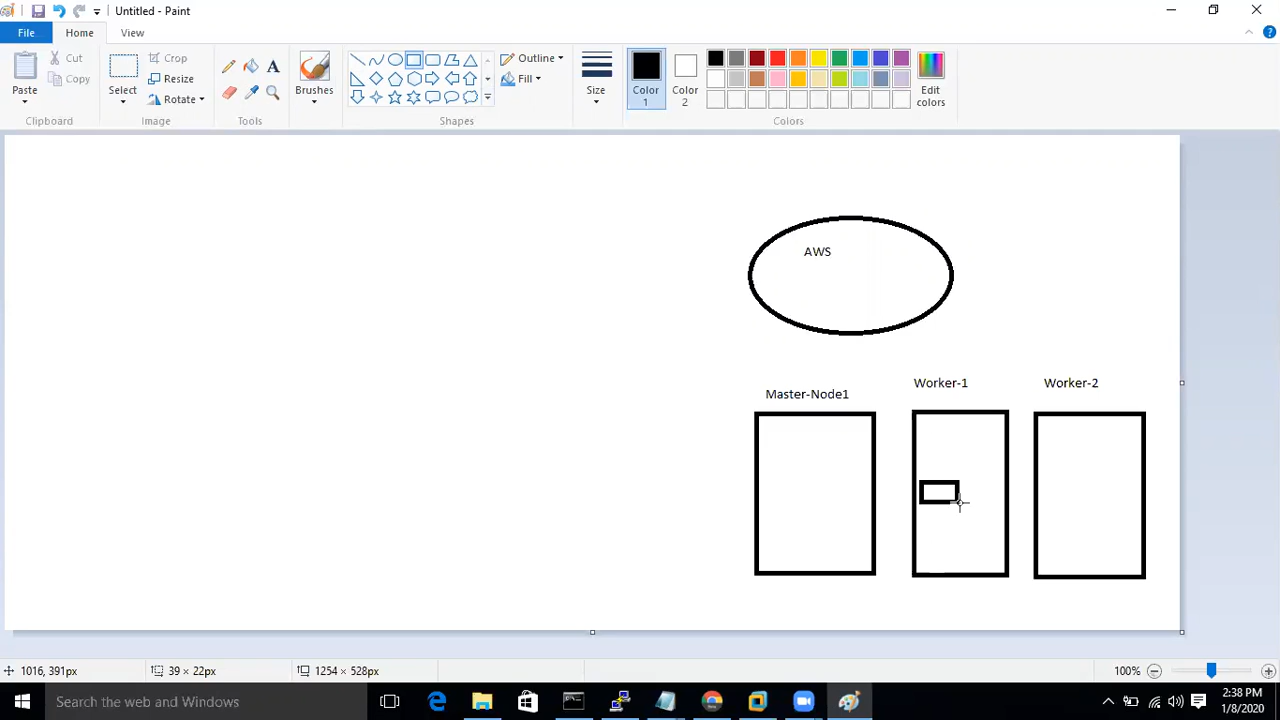 Untitled - Paint
File
Home
View
Paste
Cut
Copy
Clipboard
Select
Crop
Resize
Rotate
Image
A
Tools
Brushes
Shapes
Outline
Fill
Size
Color 1
Color 2
Edit colors
Colors
AWS
Master-Node1
Worker-1
Worker-2
1016, 391px
39 × 22px
1254 × 528px
100%
Search the web and Windows
2:38 PM
1/8/2020